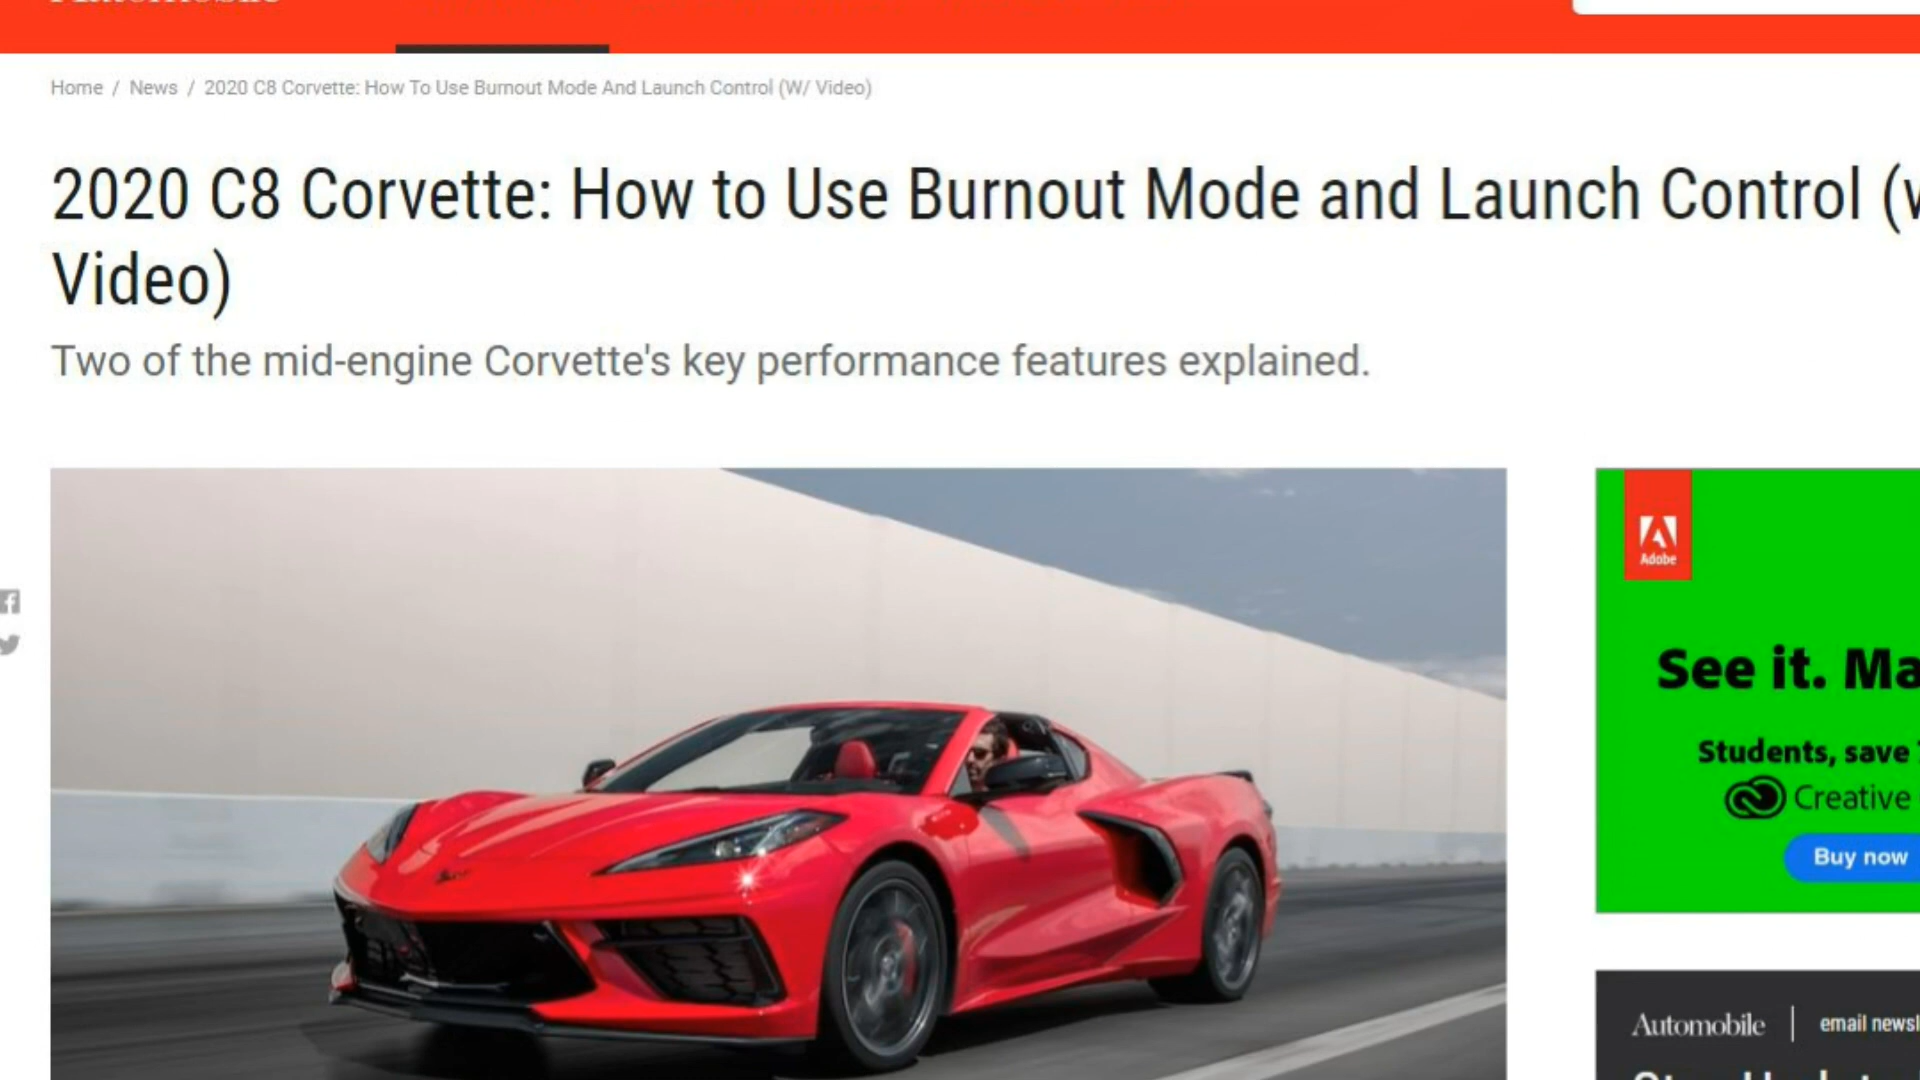 Home / News / 2020 C8 Corvette: How To Use Burnout Mode And Launch Control (W/ Video)
2020 C8 Corvette: How to Use Burnout Mode and Launch Control (w
Video)
Two of the mid-engine Corvette's key performance features explained.
Adobe
See it. Ma
Students, save
Creative
Buy now
Automobile | email newsl